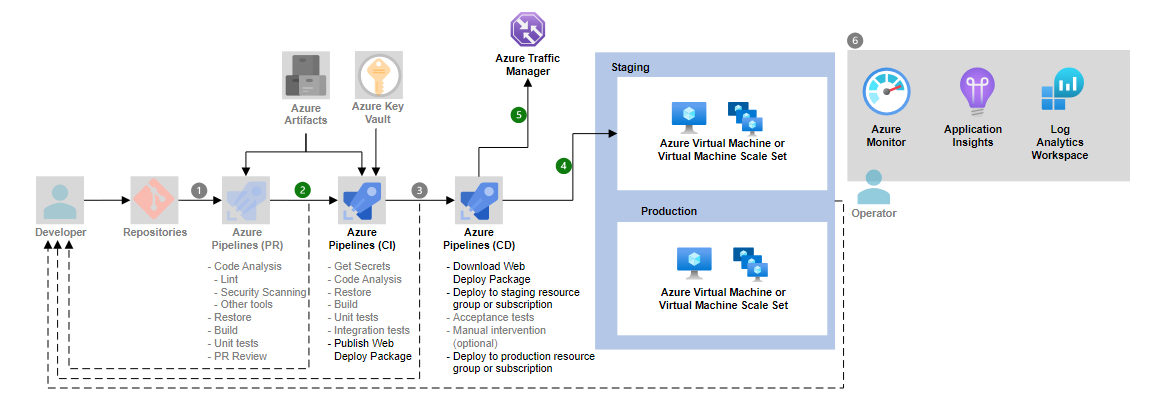 Azure Traffic
Manager
6
Staging
Azure
Artifacts
Azure Key
Vault
5
Azure
Monitor
Application
Insights
Log
Analytics
Workspace
Azure Virtual Machine or
Virtual Machine Scale Set
4
1
2
3
Developer
Repositories
Azure
Pipelines (PR)
Azure
Pipelines (CI)
Azure
Pipelines (CD)
Production
Operator
- Code Analysis
- Lint
- Security Scanning
- Other tools
- Restore
- Build
- Unit tests
- PR Review
- Get Secrets
- Code Analysis
- Restore
- Build
- Unit tests
- Integration tests
- Publish Web
Deploy Package
- Download Web
Deploy Package
- Deploy to staging resource
group or subscription
- Acceptance tests
- Manual intervention
(optional)
- Deploy to production resource
group or subscription
Azure Virtual Machine or
Virtual Machine Scale Set